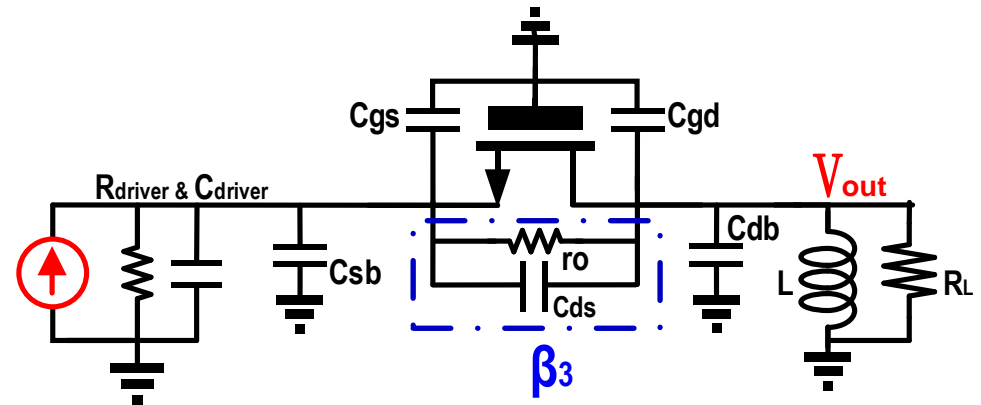 Cgs
Cgd
Rdriver & Cdriver
Vout
Csb
ro
Cdb
Cds
L
RL
β3